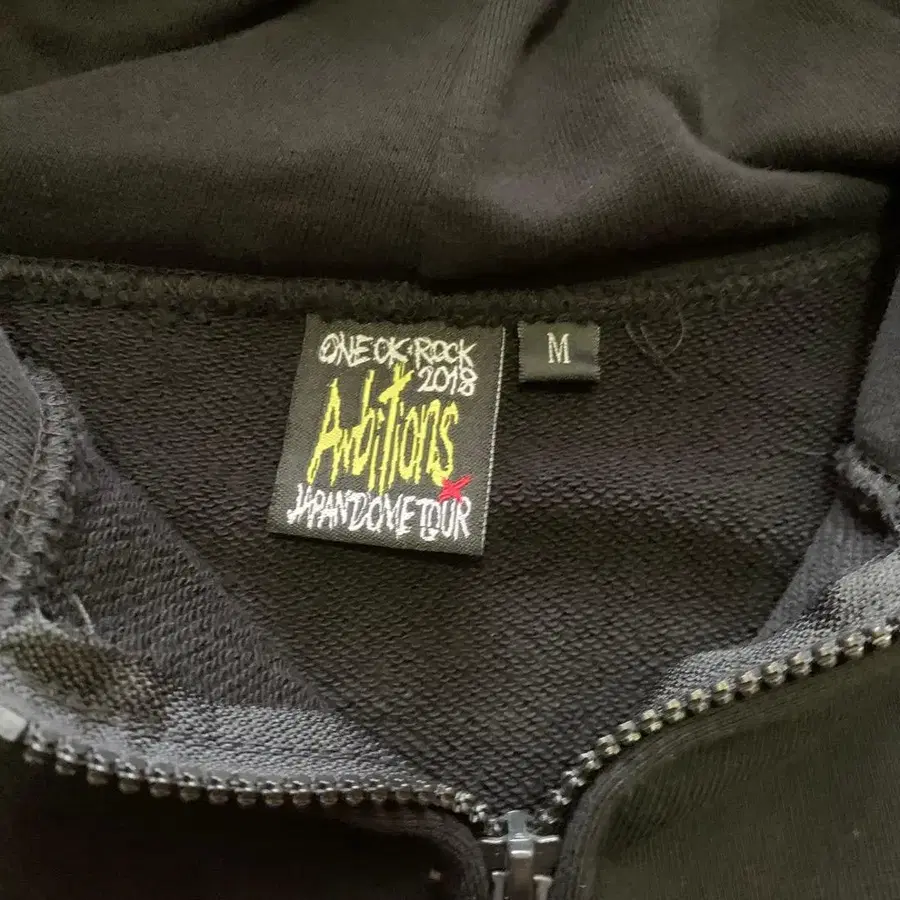 ONE OK ROCK
2018
Ambitions
JAPAN DOME TOUR
M